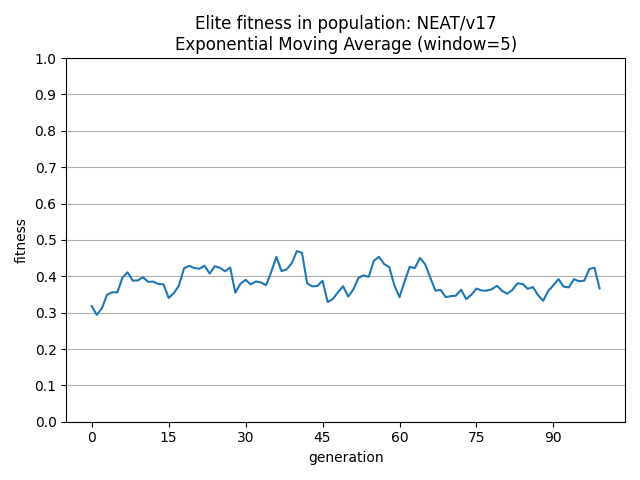 Elite fitness in population: NEAT/v17
Exponential Moving Average (window=5)
1.0
0.9
0.8
0.7
0.6
0.5
0.4
0.3
0.2
0.1
0.0
fitness
0 15 30 45 60 75 90
generation